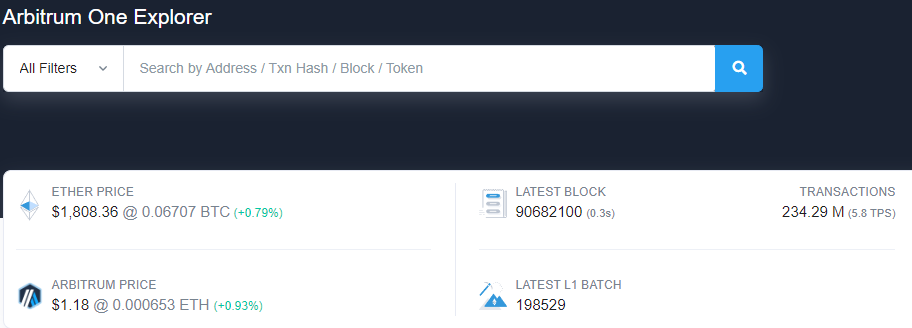 Arbitrum One Explorer
All Filters
Search by Address / Txn Hash / Block / Token
ETHER PRICE
$1,808.36 @ 0.06707 BTC (+0.79%)
LATEST BLOCK
90682100 (0.3s)
TRANSACTIONS
234.29 M (5.8 TPS)
ARBITRUM PRICE
$1.18 @ 0.000653 ETH (+0.93%)
LATEST L1 BATCH
198529